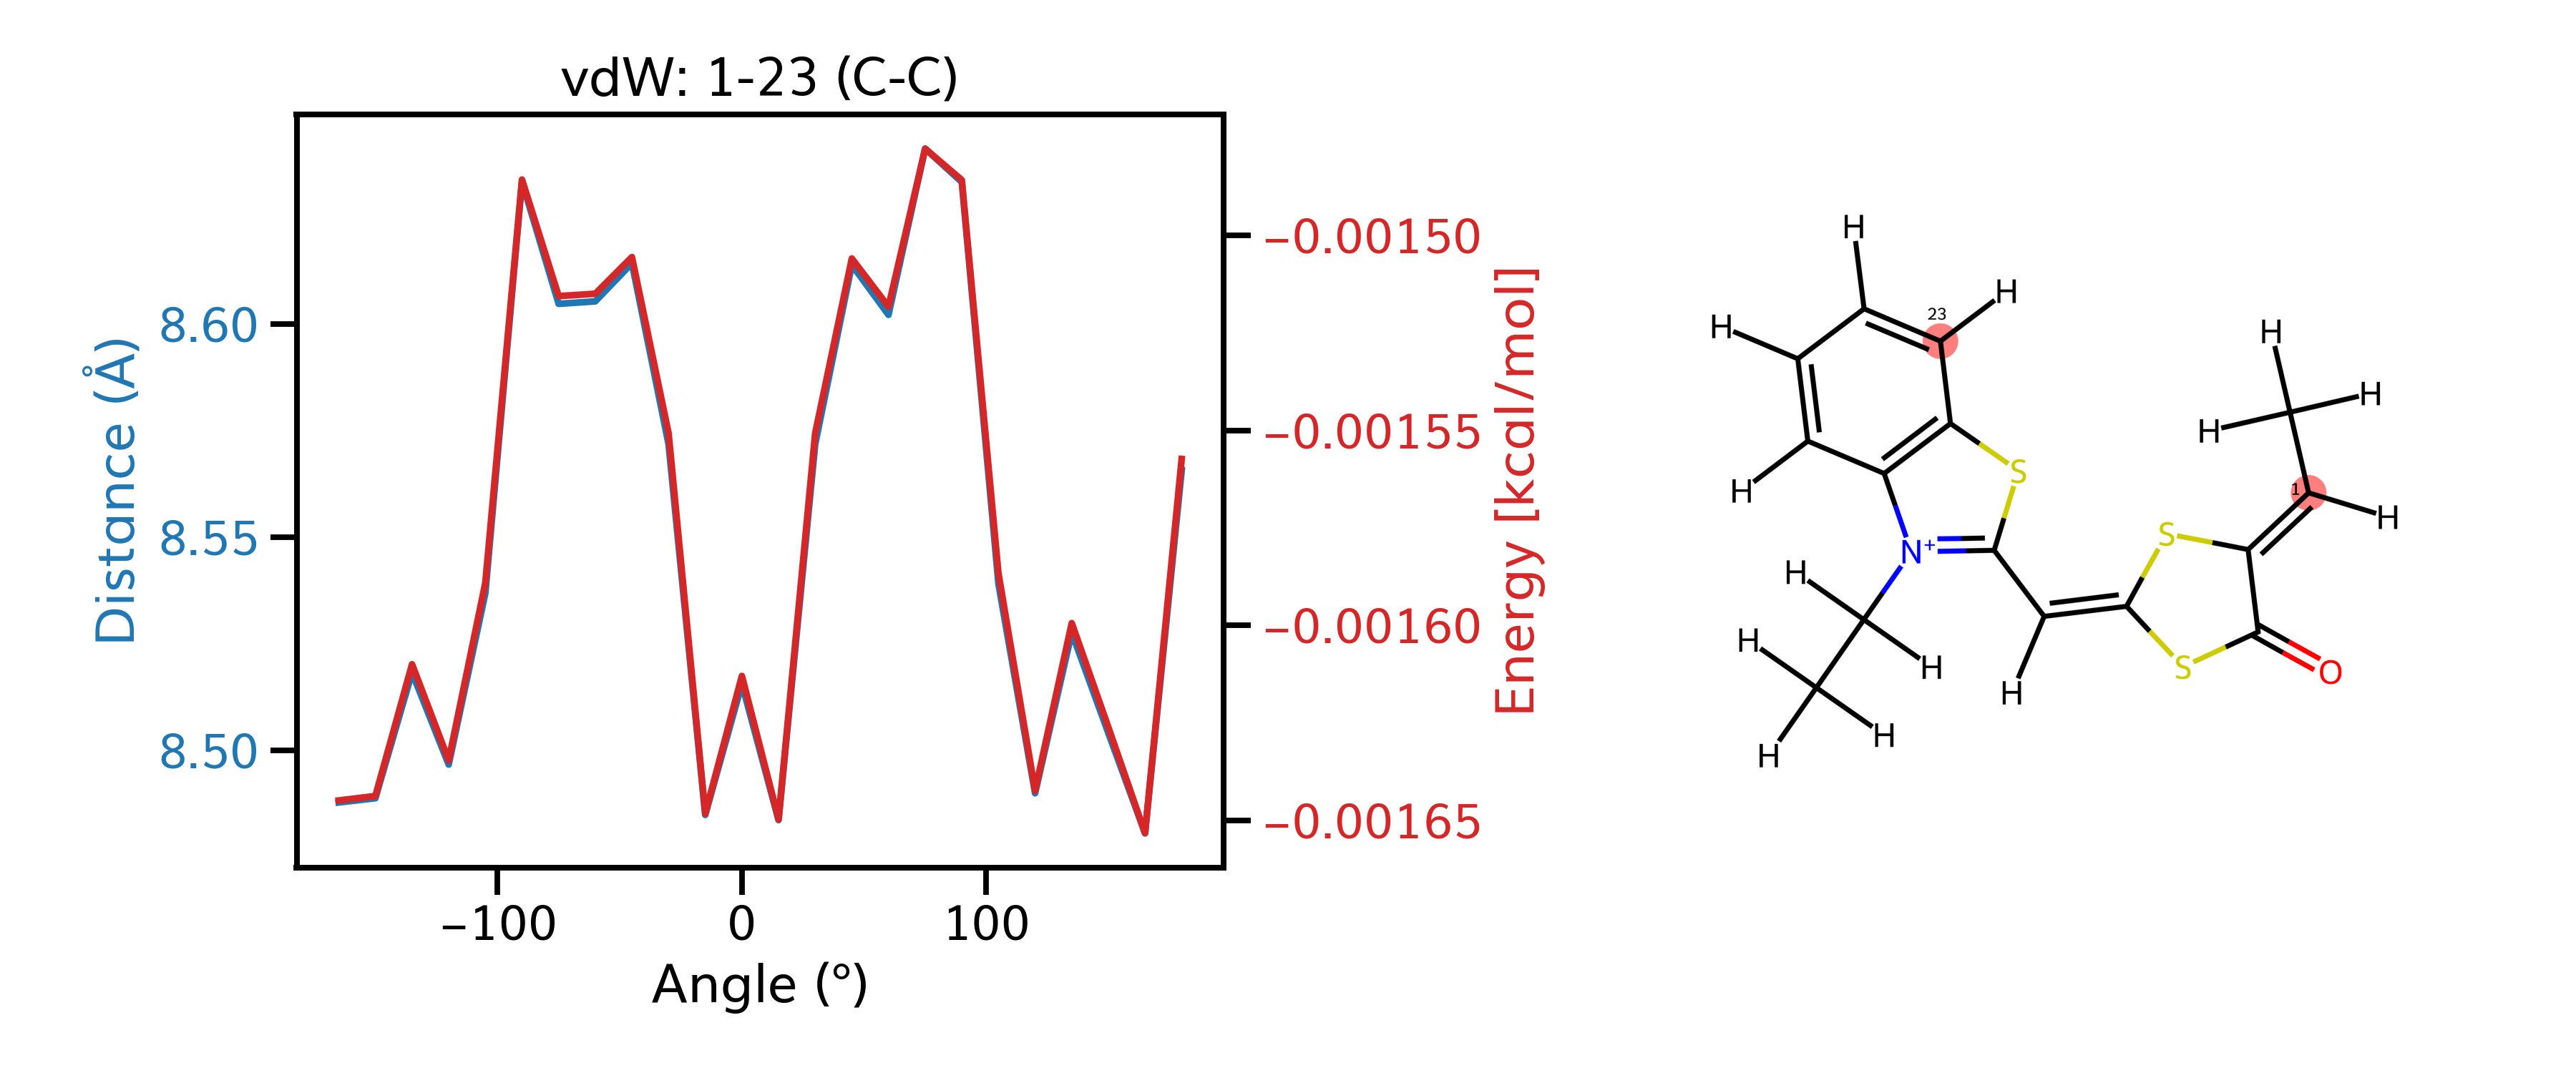 vdW: 1-23 (C-C)
Distance (Å)
8.60
8.55
8.50
−0.00150
−0.00155
−0.00160
−0.00165
Energy [kcal/mol]
−100 0 100
Angle (°)
H
H
23
H
H
S
N⁺
H
H
H
H
H
H
H
S
S
H
H
H
1
H
O